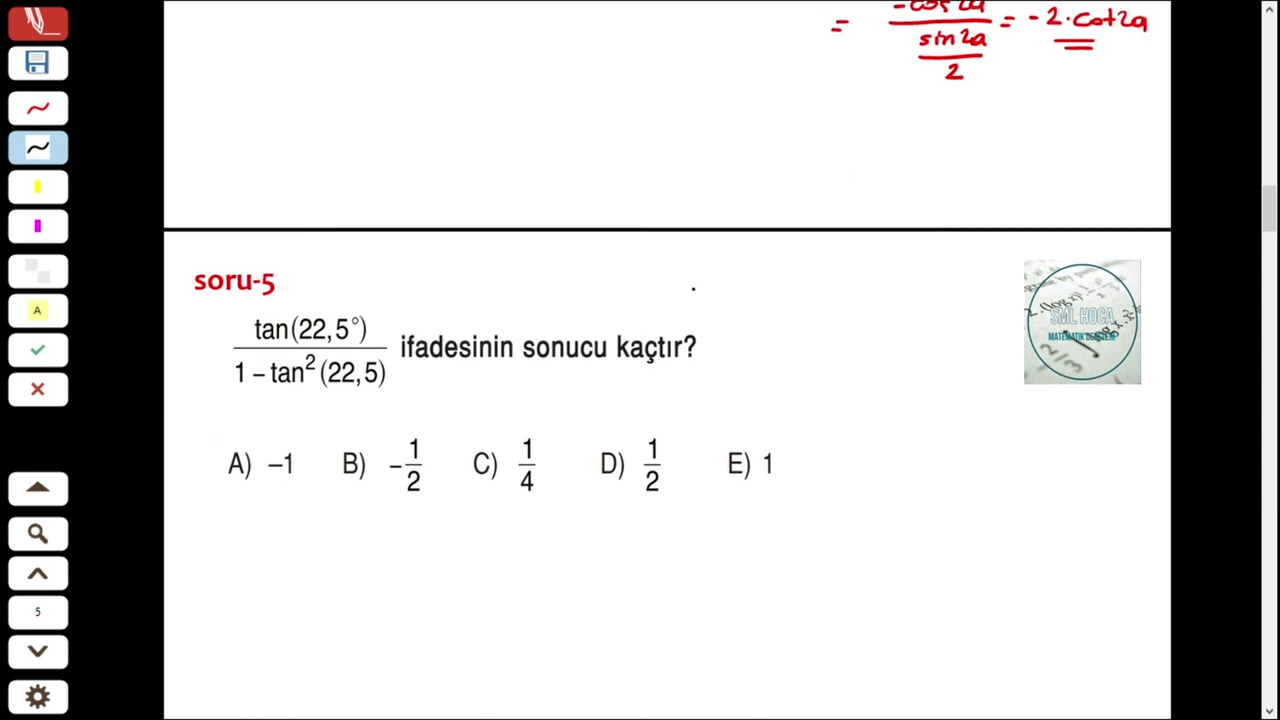 = -cos2a / (sin2a / 2) = -2·cot2a
soru-5
tan(22,5°) / 1 – tan²(22,5) ifadesinin sonucu kaçtır?
A) –1 B) –1/2 C) 1/4 D) 1/2 E) 1
SML HOCA
A
5